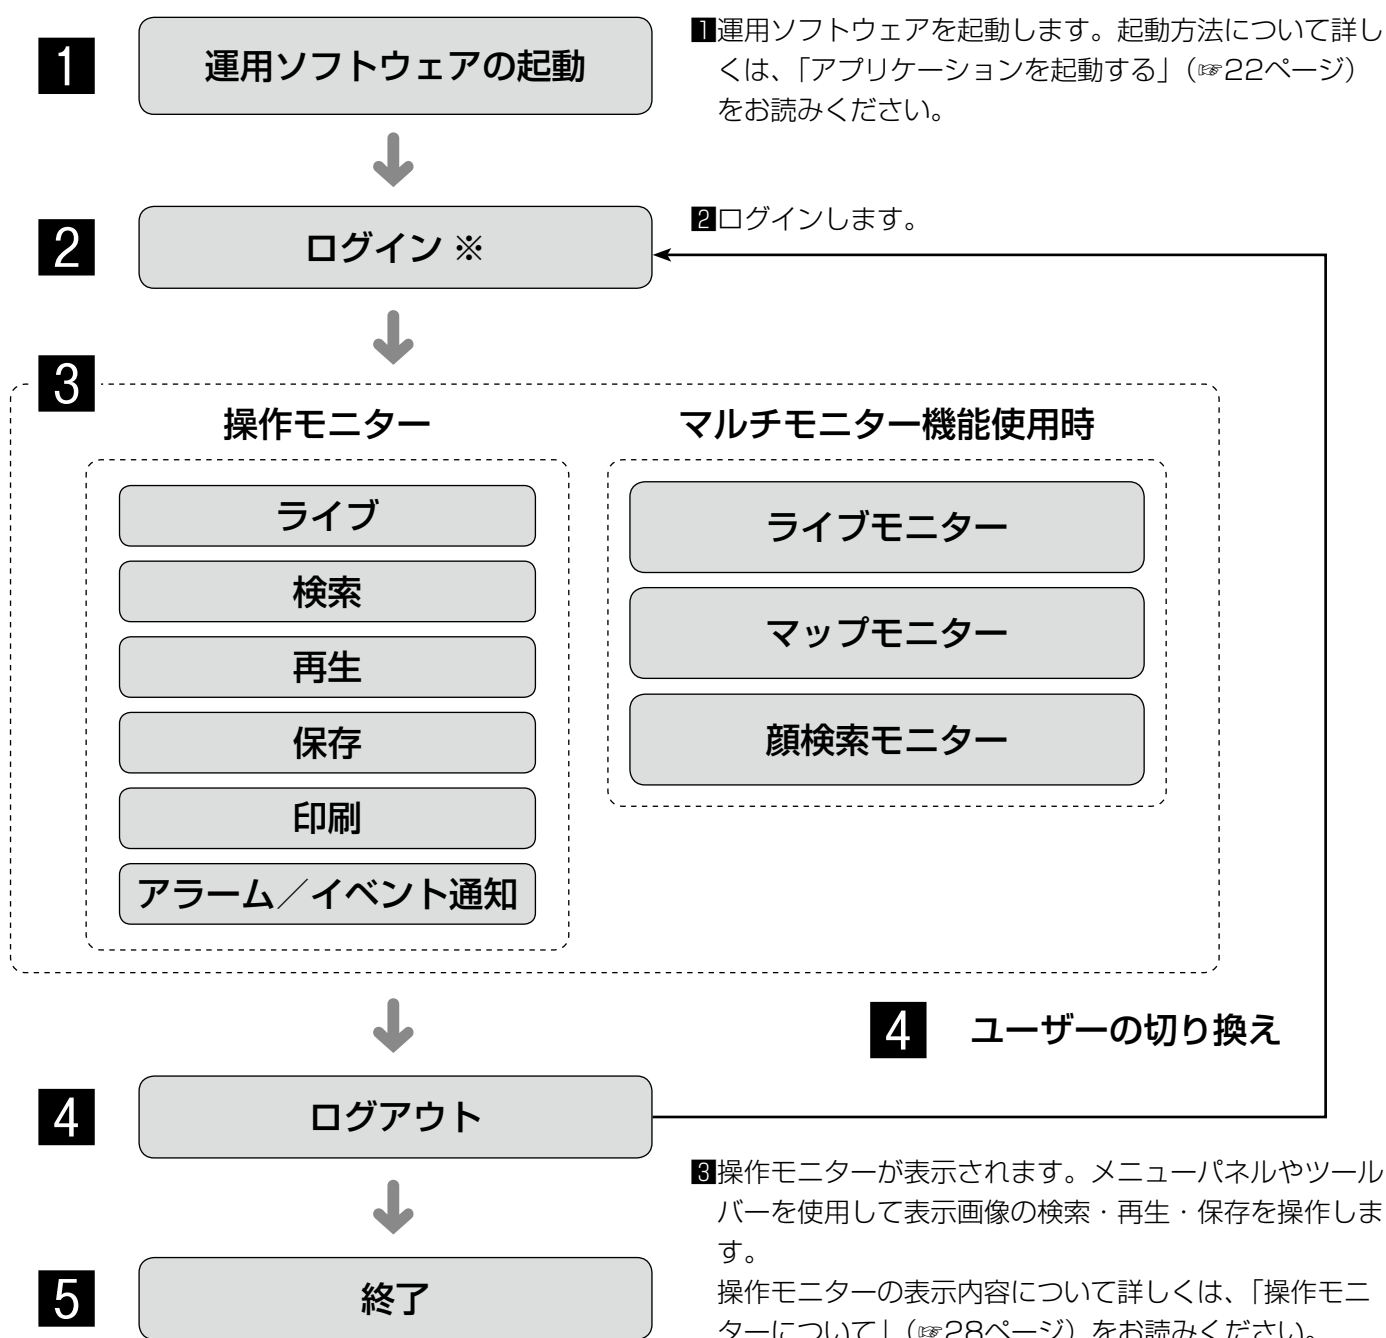 1 運用ソフトウェアの起動
1運用ソフトウェアを起動します。起動方法について詳し
くは、「アプリケーションを起動する」（☞22ページ）
をお読みください。
2 ログイン ※
2ログインします。
3
操作モニター
ライブ
検索
再生
保存
印刷
アラーム／イベント通知
マルチモニター機能使用時
ライブモニター
マップモニター
顔検索モニター
4 ユーザーの切り換え
4 ログアウト
5 終了
3操作モニターが表示されます。メニューパネルやツール
バーを使用して表示画像の検索・再生・保存を操作しま
す。
操作モニターの表示内容について詳しくは、「操作モニ
ターについて」（☞28ページ）をお読みください。